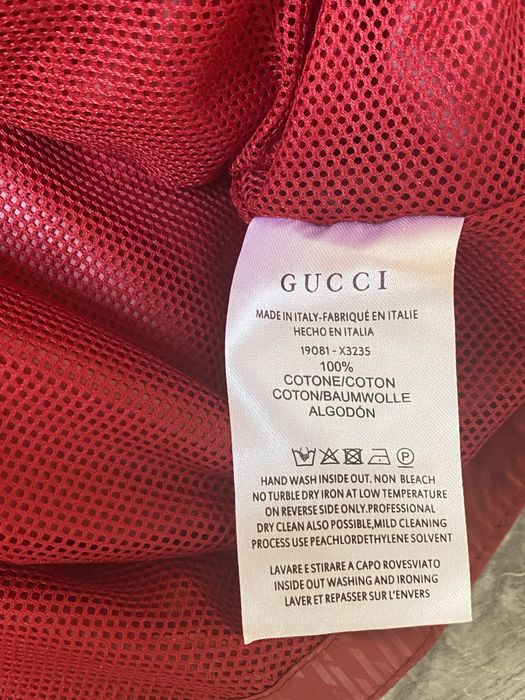 GUCCI
MADE IN ITALY-FABRIQUÉ EN ITALIE
HECHO EN ITALIA
19081-X3235
100%
COTONE/COTON
COTON/BAUMWOLLE
ALGODÓN
HAND WASH INSIDE OUT. NON BLEACH
NO TURBLE DRY IRON AT LOW TEMPERATURE
ON REVERSE SIDE ONLY.PROFESSIONAL
DRY CLEAN ALSO POSSIBLE,MILD CLEANING
PROCESS USE PEACHLORDETHYLENE SOLVENT
LAVARE E STIRARE A CAPO ROVESVIATO
INSIDE OUT WASHING AND IRONING
LAVER ET REPASSER SUR L'ENVERS